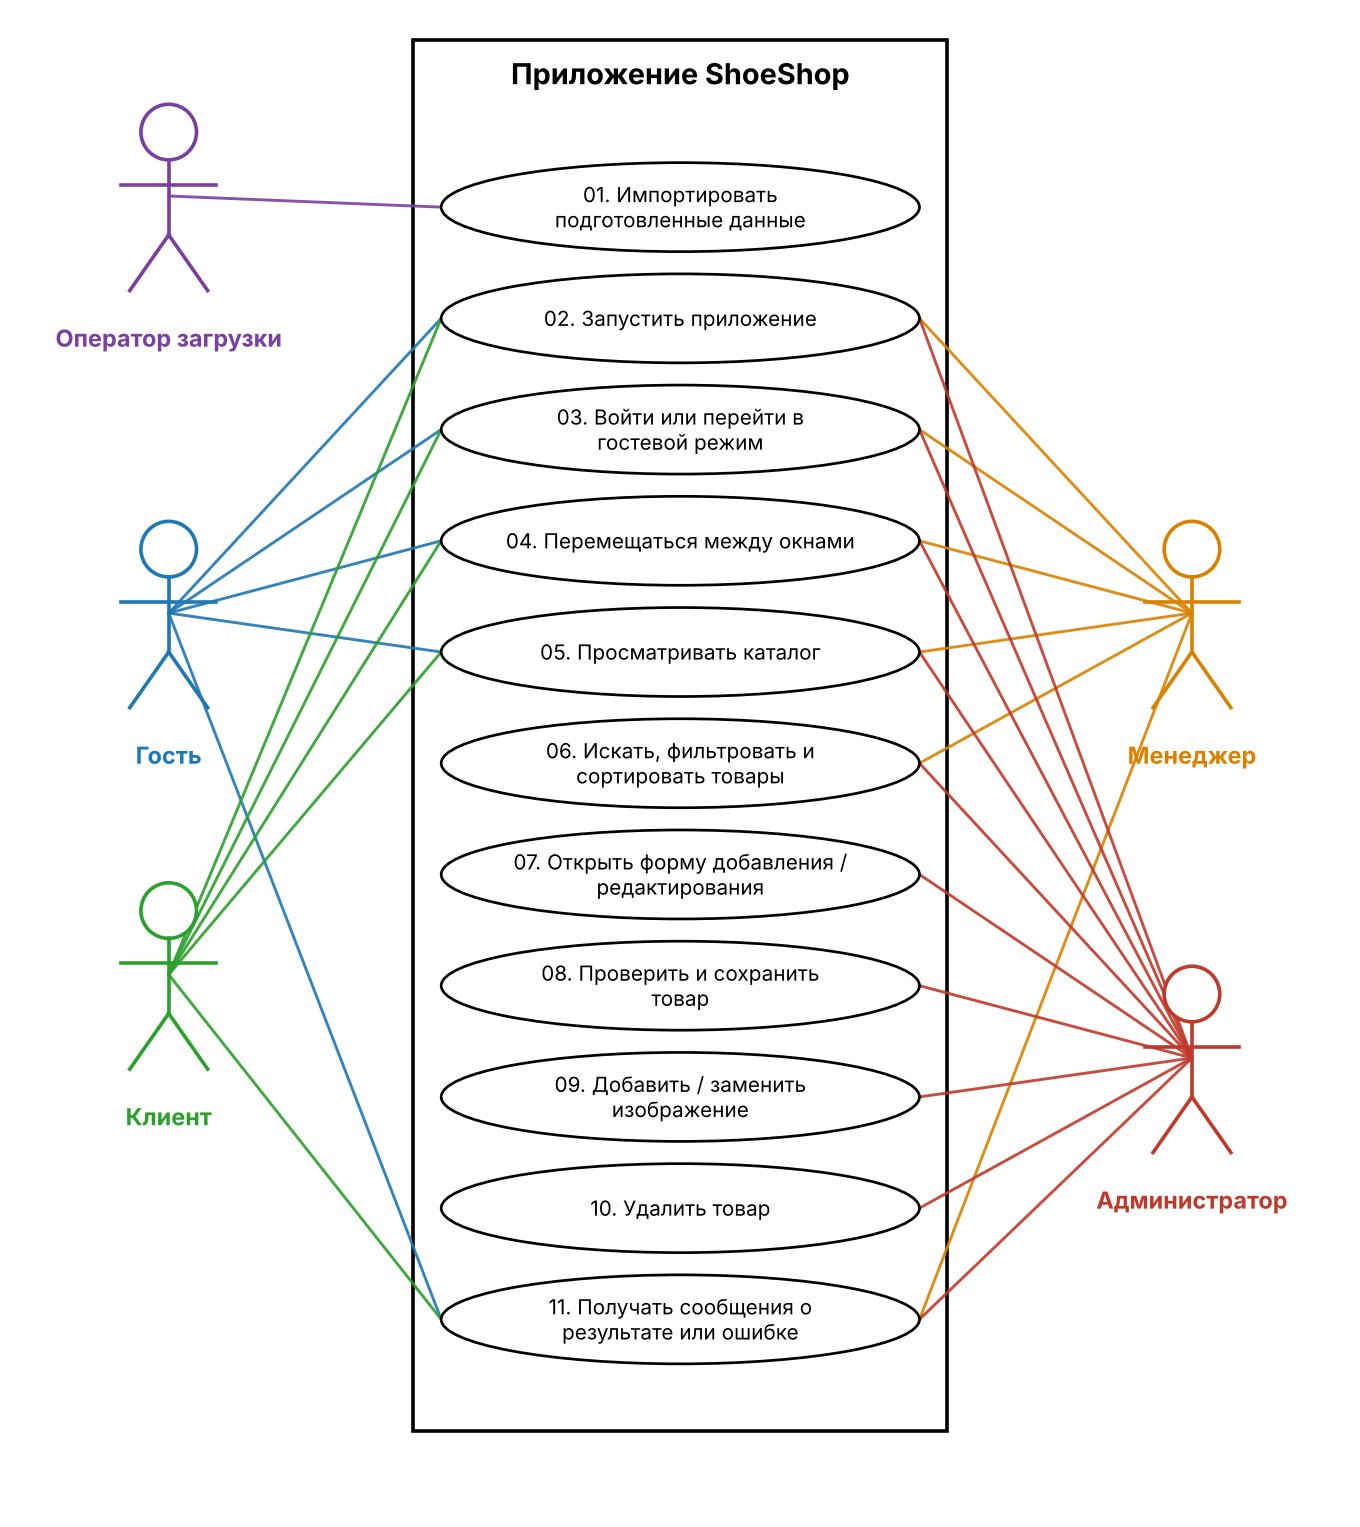 Приложение ShoeShop
01. Импортировать
подготовленные данные
Оператор загрузки
02. Запустить приложение
03. Войти или перейти в
гостевой режим
04. Перемещаться между окнами
05. Просматривать каталог
06. Искать, фильтровать и
сортировать товары
Гость
Менеджер
07. Открыть форму добавления /
редактирования
08. Проверить и сохранить
товар
09. Добавить / заменить
изображение
Клиент
10. Удалить товар
Администратор
11. Получать сообщения о
результате или ошибке